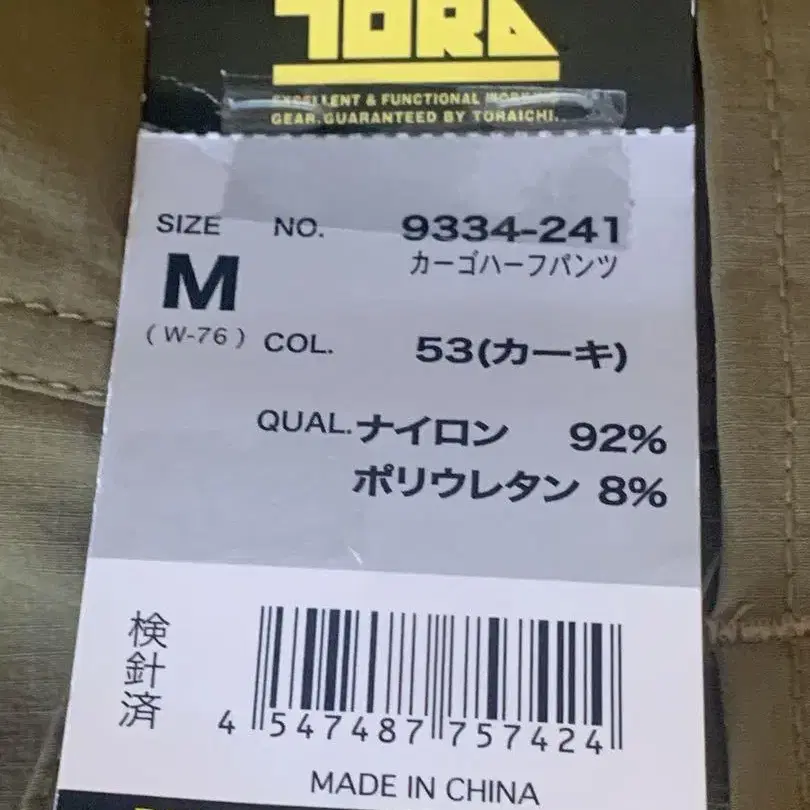 TORA
EXCELLENT & FUNCTIONAL WORKING
GEAR. GUARANTEED BY TORAICHI.
SIZE NO. 9334-241
M カーゴハーフパンツ
(W-76) COL. 53(カーキ)
QUAL.ナイロン 92%
ポリウレタン 8%
検針済
4 547487 757424
MADE IN CHINA